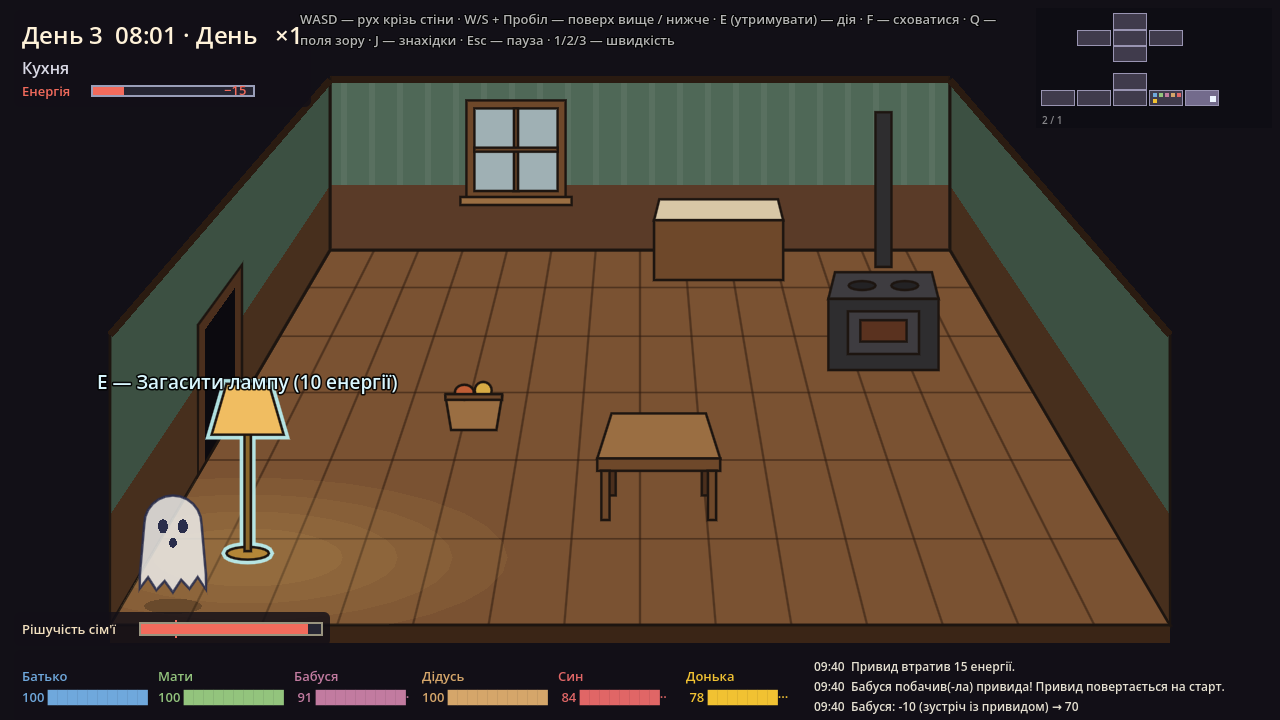 День 3 08:01 · День ×1
WASD — рух крізь стіни · W/S + Пробіл — поверх вище / нижче · E (утримувати) — дія · F — сховатися · Q —
поля зору · J — знахідки · Esc — пауза · 1/2/3 — швидкість
Кухня
Енергія −15
2 / 1
E — Загасити лампу (10 енергії)
Рішучість сім'ї
Батько
100
Мати
100
Бабуся
91
Дідусь
100
Син
84
Донька
78
09:40 Привид втратив 15 енергії.
09:40 Бабуся побачив(-ла) привида! Привид повертається на старт.
09:40 Бабуся: -10 (зустріч із привидом) → 70